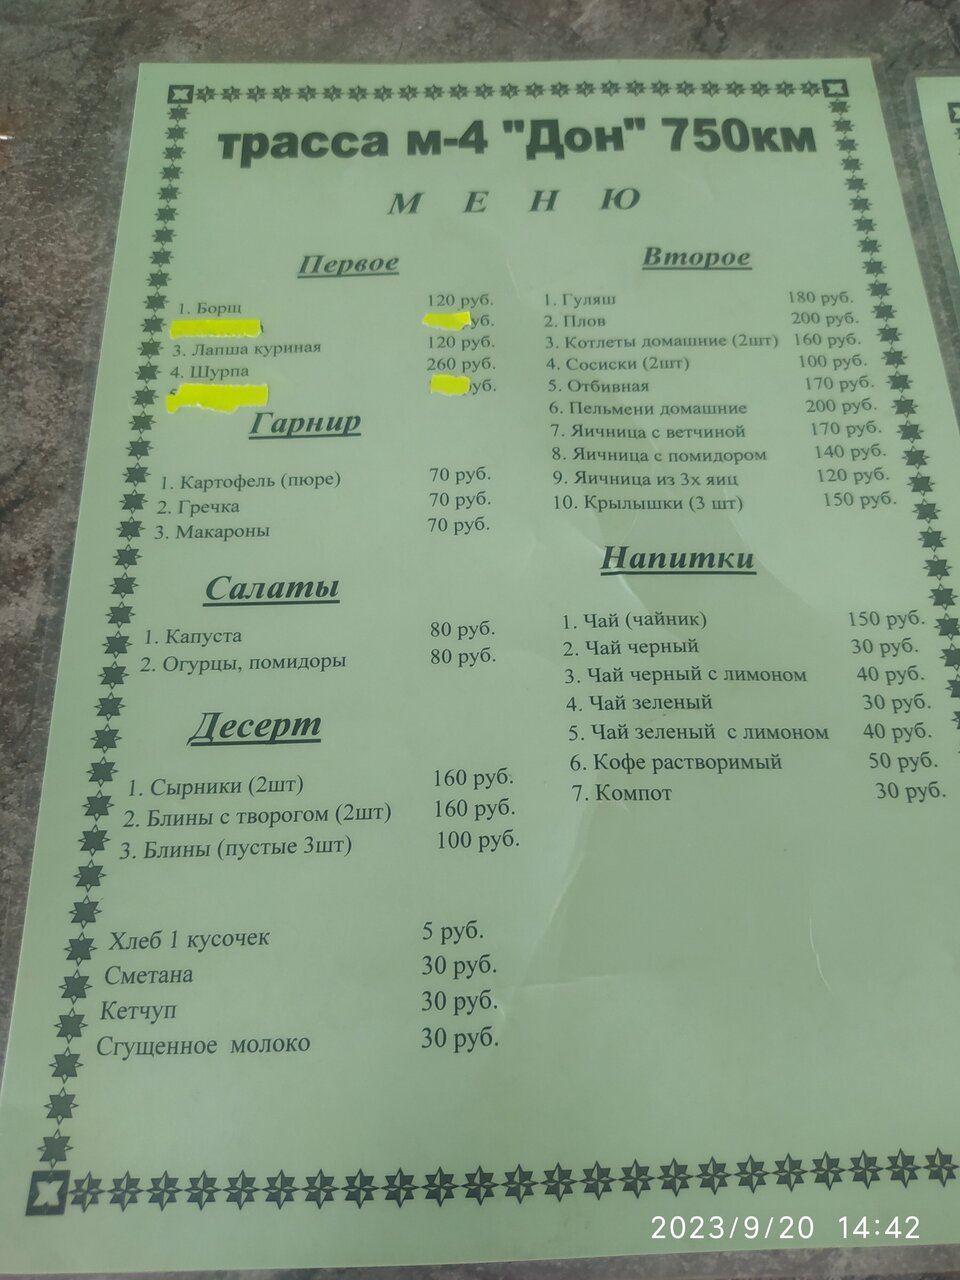 трасса м-4 "Дон" 750км
М Е Н Ю
Первое
1. Борщ 120 руб.
уб.
3. Лапша куриная 120 руб.
4. Шурпа 260 руб.
уб.
Гарнир
1. Картофель (пюре) 70 руб.
2. Гречка 70 руб.
3. Макароны 70 руб.
Салаты
1. Капуста 80 руб.
2. Огурцы, помидоры 80 руб.
Десерт
1. Сырники (2шт) 160 руб.
2. Блины с творогом (2шт) 160 руб.
3. Блины (пустые 3шт) 100 руб.
Хлеб 1 кусочек 5 руб.
Сметана 30 руб.
Кетчуп 30 руб.
Сгущенное молоко 30 руб.
Второе
1. Гуляш 180 руб.
2. Плов 200 руб.
3. Котлеты домашние (2шт) 160 руб.
4. Сосиски (2шт) 100 руб.
5. Отбивная 170 руб.
6. Пельмени домашние 200 руб.
7. Яичница с ветчиной 170 руб.
8. Яичница с помидором 140 руб.
9. Яичница из 3х яиц 120 руб.
10. Крылышки (3 шт) 150 руб.
Напитки
1. Чай (чайник) 150 руб.
2. Чай черный 30 руб.
3. Чай черный с лимоном 40 руб.
4. Чай зеленый 30 руб.
5. Чай зеленый с лимоном 40 руб.
6. Кофе растворимый 50 руб.
7. Компот 30 руб.
2023/9/20 14:42